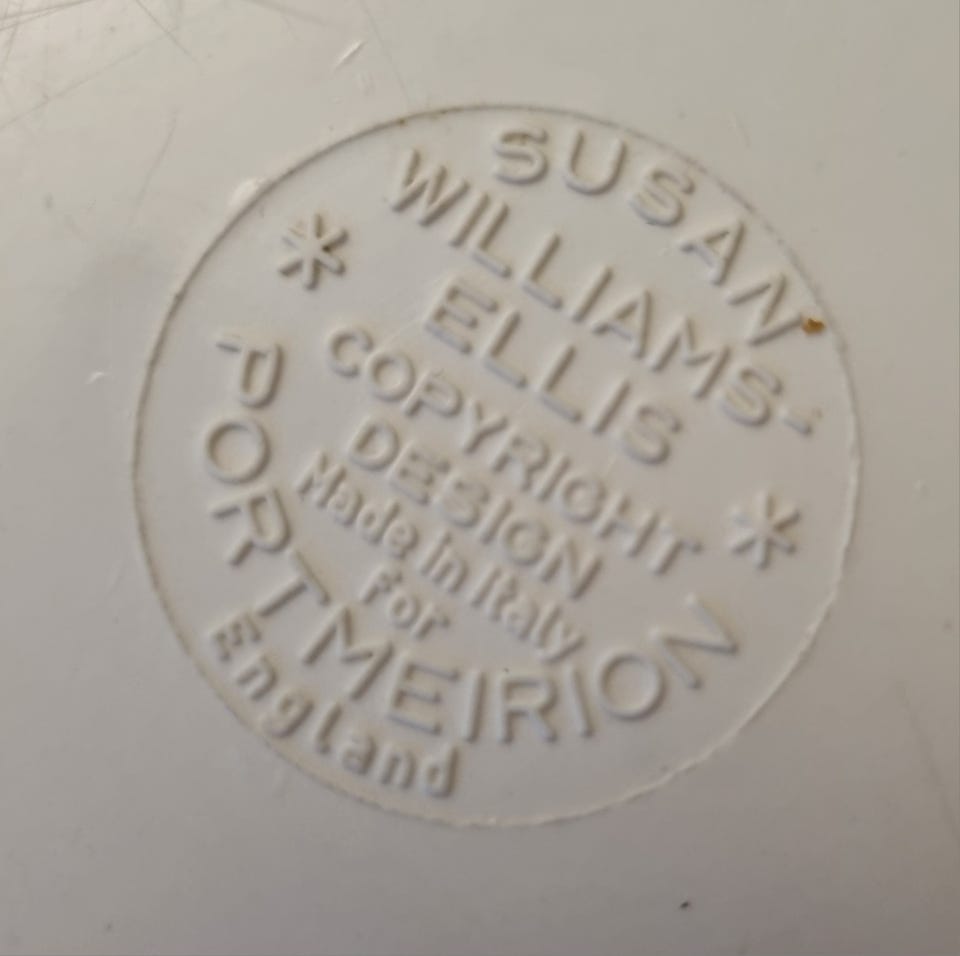 SUSAN
WILLIAMS-
ELLIS
COPYRIGHT
DESIGN
Made in Italy
For
PORTMEIRION
England